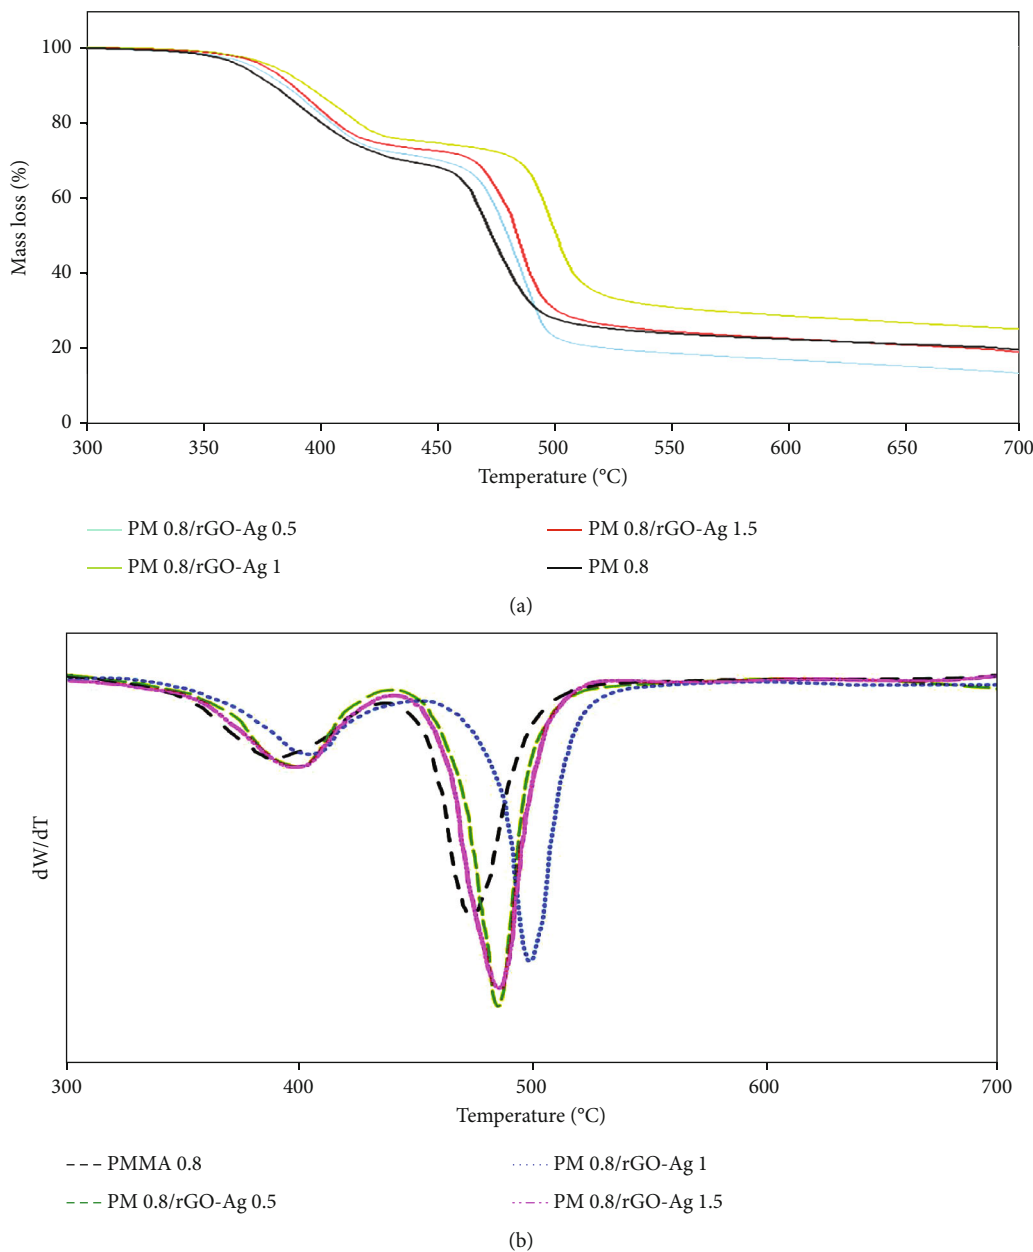 100
80
60
40
20
0
Mass loss (%)
300 350 400 450 500 550 600 650 700
Temperature (°C)
PM 0.8/rGO-Ag 0.5 PM 0.8/rGO-Ag 1.5
PM 0.8/rGO-Ag 1 PM 0.8
(a)
dW/dT
300 400 500 600 700
Temperature (°C)
PMMA 0.8 PM 0.8/rGO-Ag 1
PM 0.8/rGO-Ag 0.5 PM 0.8/rGO-Ag 1.5
(b)